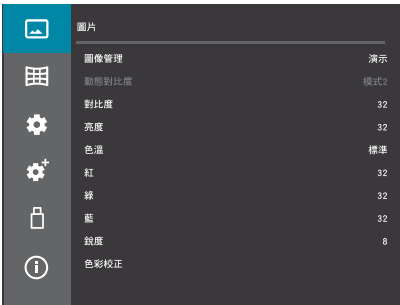 圖片
圖像管理 演示
動態對比度 模式2
對比度 32
亮度 32
色溫 標準
紅 32
綠 32
藍 32
銳度 8
色彩校正